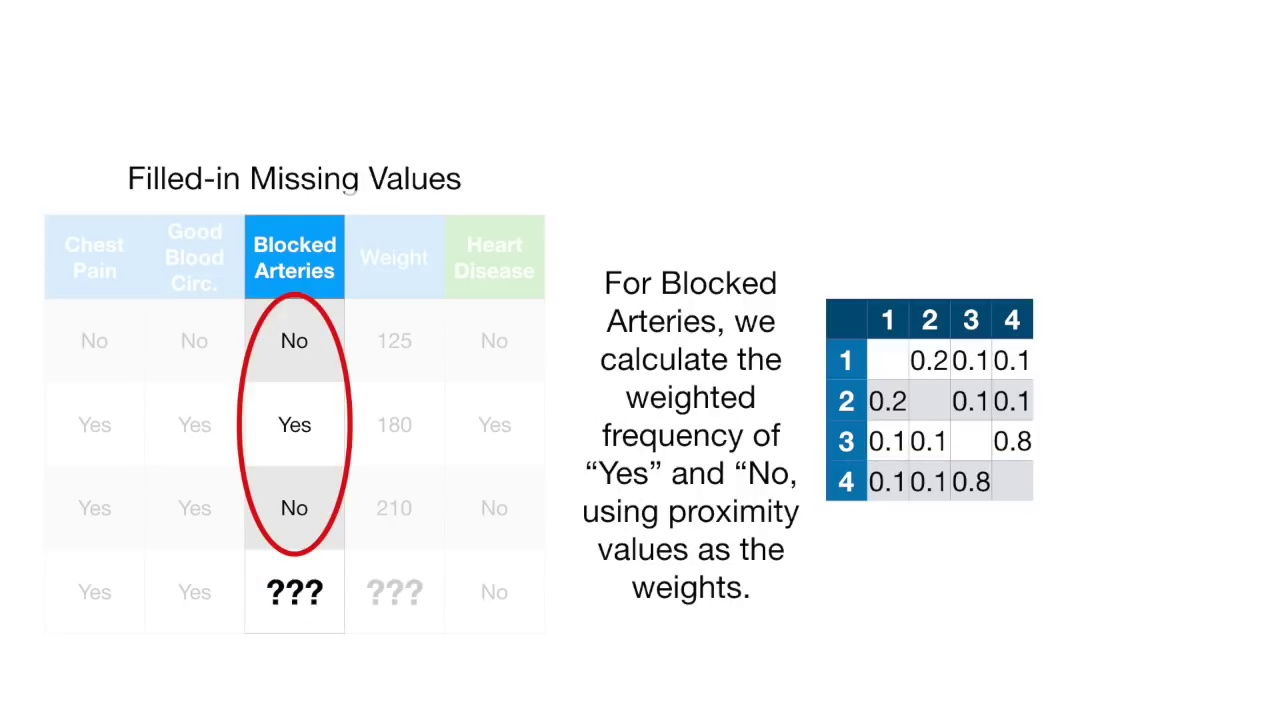 Filled-in Missing Values
Chest Pain Good Blood Circ. Blocked Arteries Weight Heart Disease
No No No 125 No
Yes Yes Yes 180 Yes
Yes Yes No 210 No
Yes Yes ??? ??? No
For Blocked
Arteries, we
calculate the
weighted
frequency of
“Yes” and “No,
using proximity
values as the
weights.
1 2 3 4
1 0.2 0.1 0.1
2 0.2 0.1 0.1
3 0.1 0.1 0.8
4 0.1 0.1 0.8